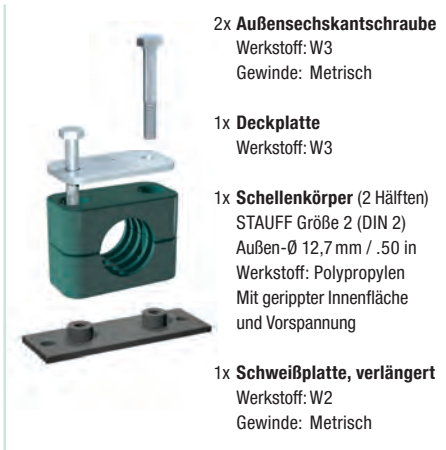 2x Außensechskantschraube
Werkstoff: W3
Gewinde: Metrisch
1x Deckplatte
Werkstoff: W3
1x Schellenkörper (2 Hälften)
STAUFF Größe 2 (DIN 2)
Außen-Ø 12,7 mm / .50 in
Werkstoff: Polypropylen
Mit gerippter Innenfläche
und Vorspannung
1x Schweißplatte, verlängert
Werkstoff: W2
Gewinde: Metrisch